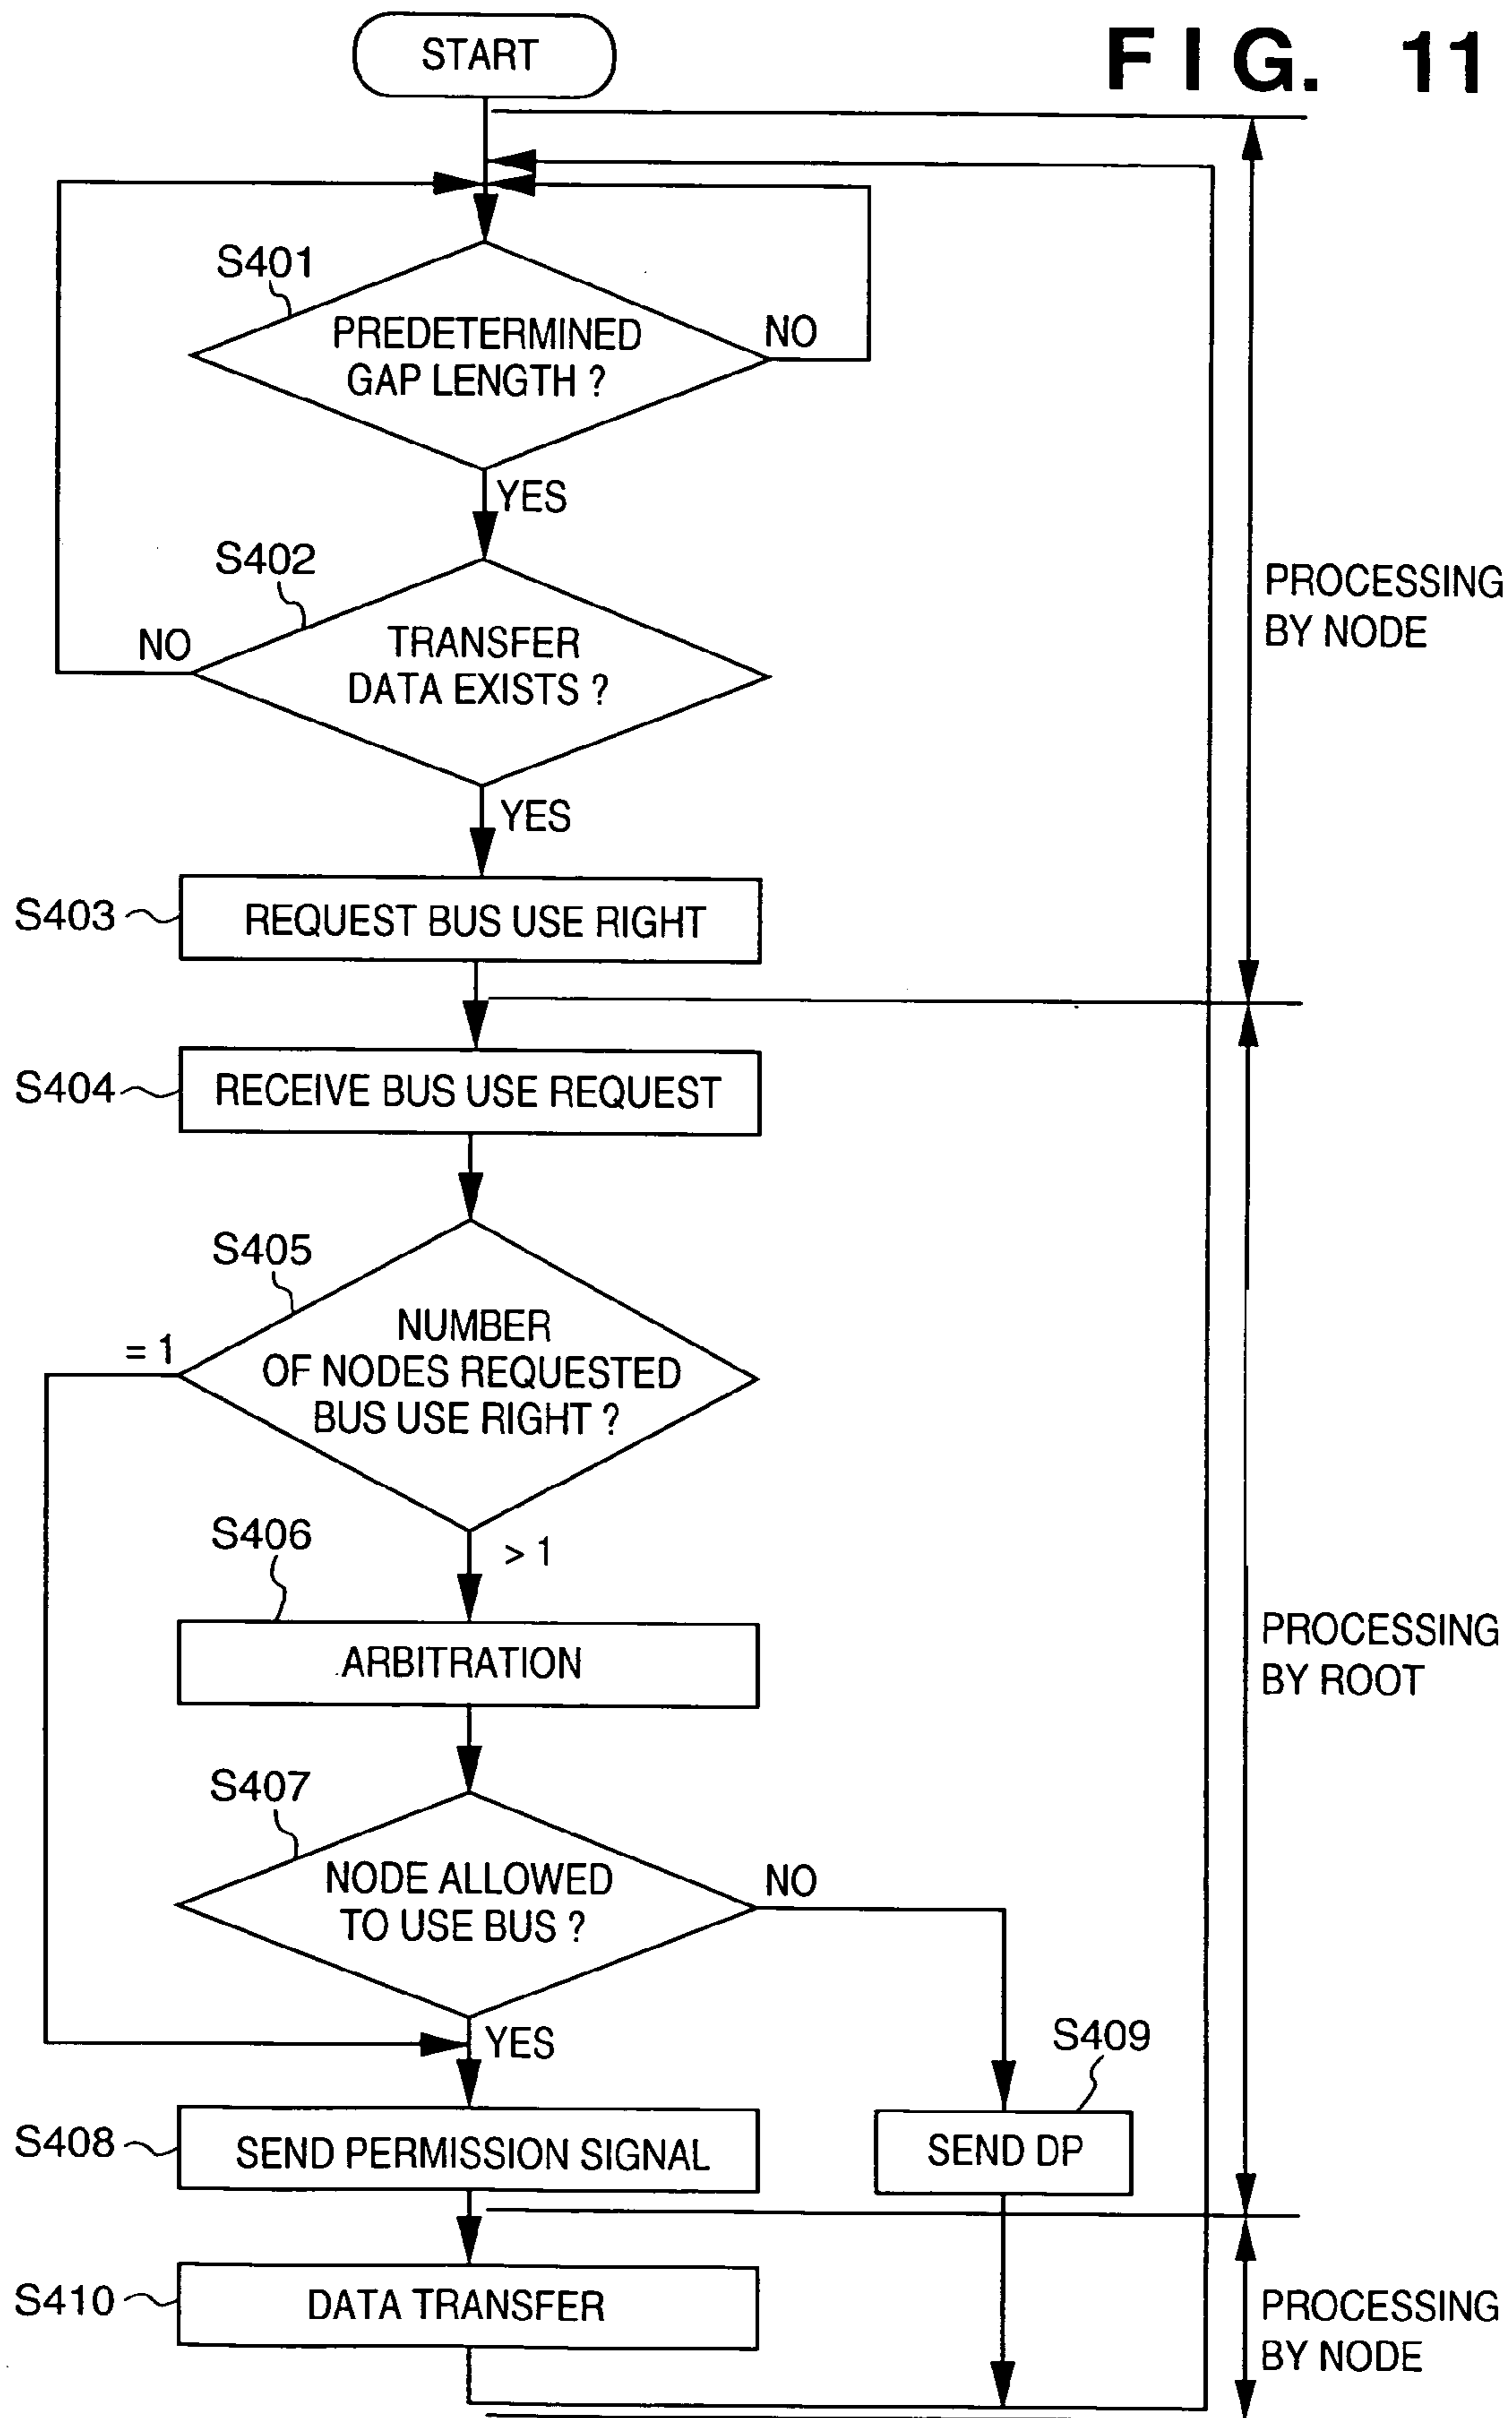 START
FIG. 11
S401
PREDETERMINED
GAP LENGTH ?
NO
YES
S402
TRANSFER
DATA EXISTS ?
NO
YES
PROCESSING
BY NODE
S403
REQUEST BUS USE RIGHT
S404
RECEIVE BUS USE REQUEST
S405
NUMBER
OF NODES REQUESTED
BUS USE RIGHT ?
= 1
> 1
S406
ARBITRATION
PROCESSING
BY ROOT
S407
NODE ALLOWED
TO USE BUS ?
NO
YES
S409
S408
SEND PERMISSION SIGNAL
SEND DP
S410
DATA TRANSFER
PROCESSING
BY NODE